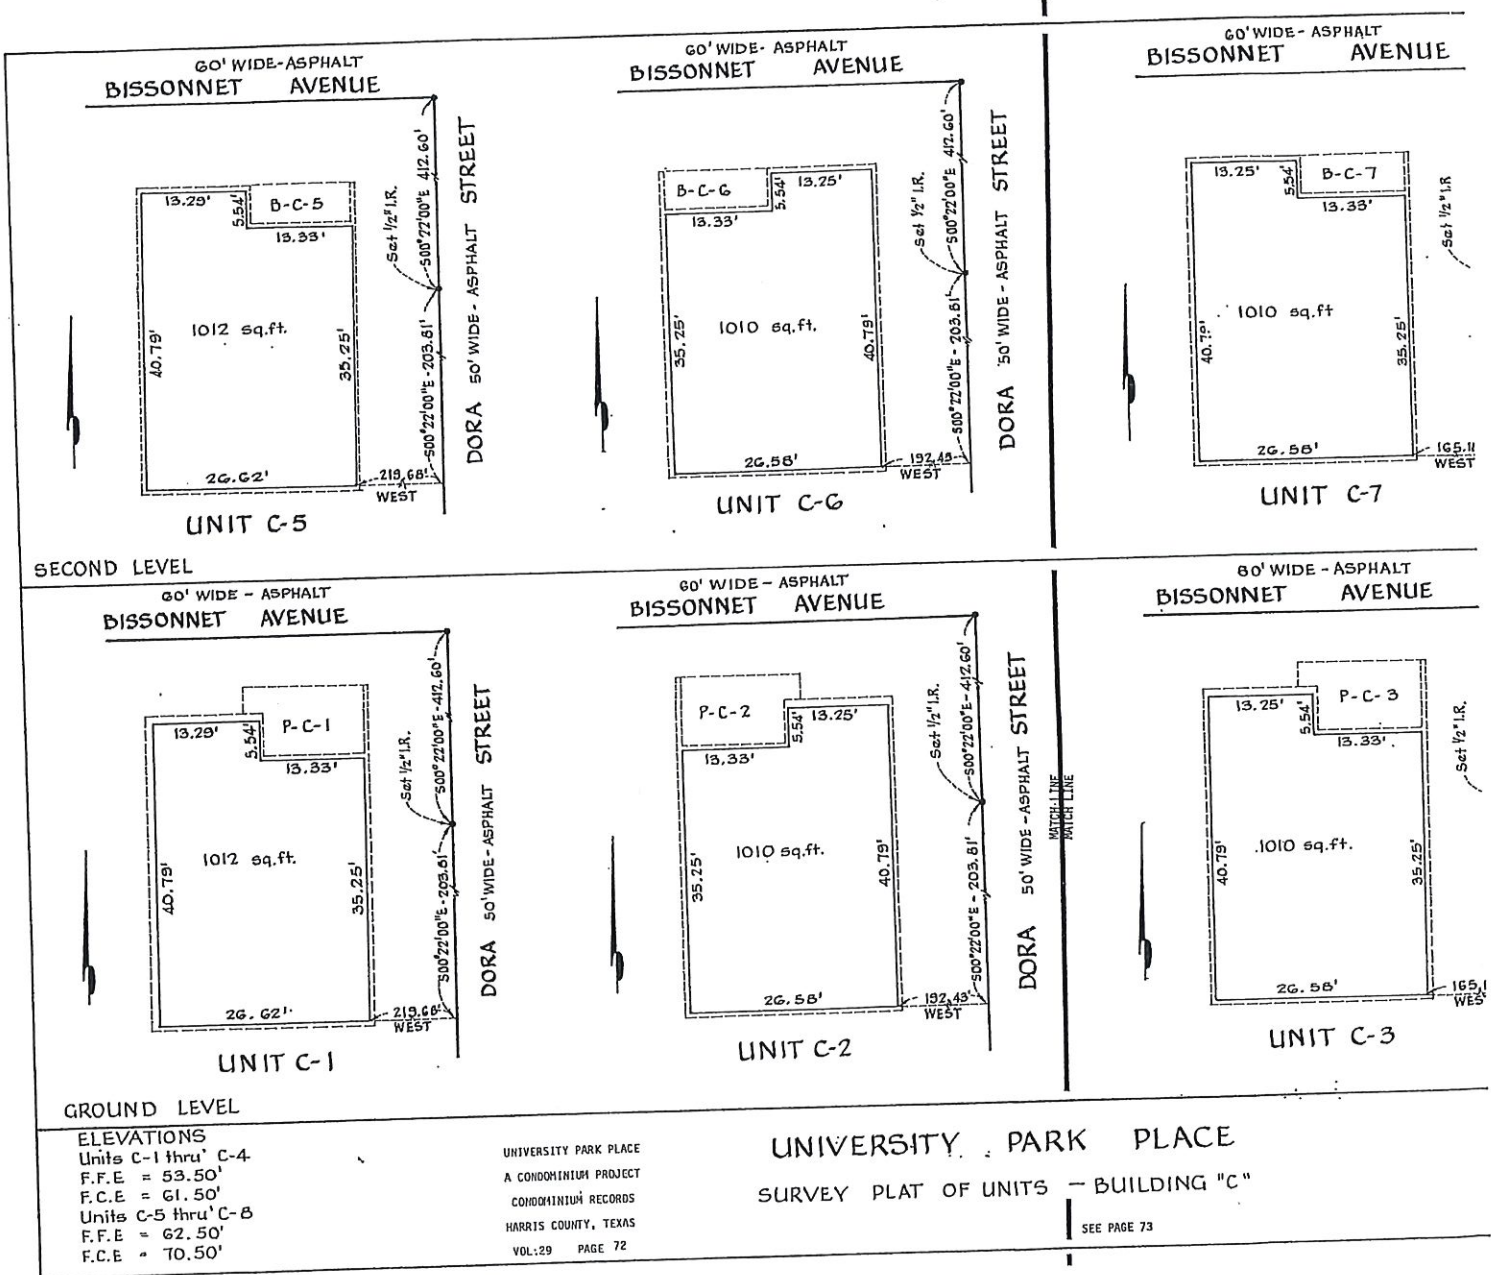 60' WIDE-ASPHALT
BISSONNET AVENUE
13.29'
5.54'
B-C-5
13.33'
1012 sq.ft.
40.79'
35.25'
26.62'
219.68'
WEST
Set 1/2" I.R.
S00°22'00"E 412.60'
S00°22'00"E-203.81'
DORA 50' WIDE-ASPHALT STREET
UNIT C-5
60' WIDE-ASPHALT
BISSONNET AVENUE
B-C-6
5.54'
13.25'
13.33'
1010 sq.ft.
35.25'
40.79'
26.58'
192.43'
WEST
Set 1/2" I.R.
S00°22'00"E 412.60'
S00°22'00"E-203.81'
DORA 50' WIDE-ASPHALT STREET
UNIT C-6
60' WIDE-ASPHALT
BISSONNET AVENUE
13.25'
5.54'
B-C-7
13.33'
1010 sq.ft
35.25'
26.58'
165.11
WEST
Set 1/2" I.R
UNIT C-7
SECOND LEVEL
60' WIDE-ASPHALT
BISSONNET AVENUE
13.29'
5.54'
P-C-1
13.33'
1012 sq.ft.
40.79'
35.25'
26.62'
219.68'
WEST
Set 1/2" I.R.
S00°22'00"E-412.60'
S00°22'00"E-203.81'
DORA 50' WIDE-ASPHALT STREET
UNIT C-1
60' WIDE-ASPHALT
BISSONNET AVENUE
P-C-2
5.54'
13.25'
13.33'
1010 sq.ft.
35.25'
40.79'
26.58'
192.43'
WEST
Set 1/2" I.R.
S00°22'00"E-412.60'
S00°22'00"E-203.81'
DORA 50' WIDE-ASPHALT STREET
UNIT C-2
MATCH LINE
MATCH LINE
60' WIDE-ASPHALT
BISSONNET AVENUE
13.25'
5.54'
P-C-3
13.33'
1010 sq.ft.
40.79'
35.25'
26.58'
165.1
WES
Set 1/2" I.R.
UNIT C-3
GROUND LEVEL
ELEVATIONS
Units C-1 thru' C-4
F.F.E = 53.50'
F.C.E = 61.50'
Units C-5 thru' C-8
F.F.E = 62.50'
F.C.E = 70.50'
UNIVERSITY PARK PLACE
A CONDOMINIUM PROJECT
CONDOMINIUM RECORDS
HARRIS COUNTY, TEXAS
VOL:29 PAGE 72
UNIVERSITY PARK PLACE
SURVEY PLAT OF UNITS - BUILDING "C"
SEE PAGE 73